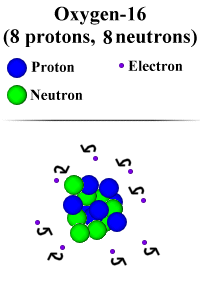 Oxygen-16
(8 protons, 8 neutrons)
Proton
Electron
Neutron